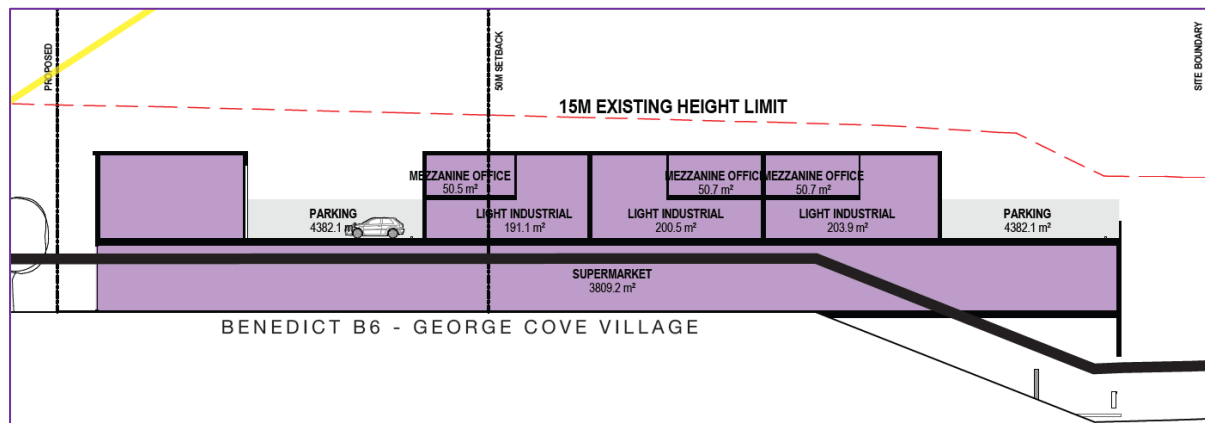 PROPOSED
50M SETBACK
SITE BOUNDARY
15M EXISTING HEIGHT LIMIT
MEZZANINE OFFICE
50.5 m²
MEZZANINE OFFICE
50.7 m²
MEZZANINE OFFICE
50.7 m²
PARKING
4382.1 m²
LIGHT INDUSTRIAL
191.1 m²
LIGHT INDUSTRIAL
200.5 m²
LIGHT INDUSTRIAL
203.9 m²
PARKING
4382.1 m²
SUPERMARKET
3809.2 m²
BENEDICT B6 - GEORGE COVE VILLAGE